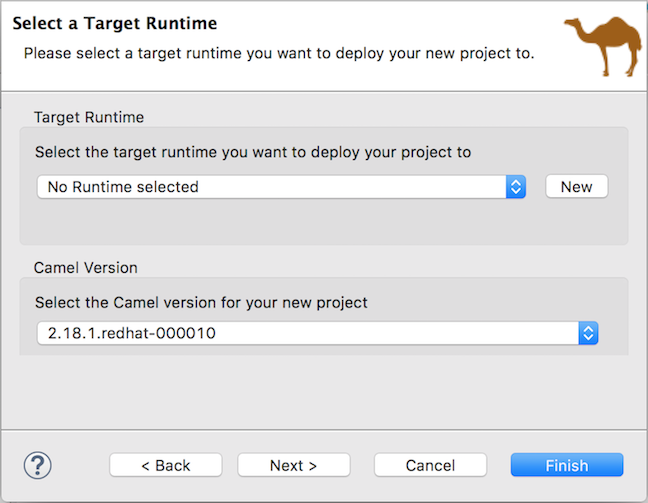 Select a Target Runtime
Please select a target runtime you want to deploy your new project to.
Target Runtime
Select the target runtime you want to deploy your project to
No Runtime selected
New
Camel Version
Select the Camel version for your new project
2.18.1.redhat-000010
?
< Back
Next >
Cancel
Finish